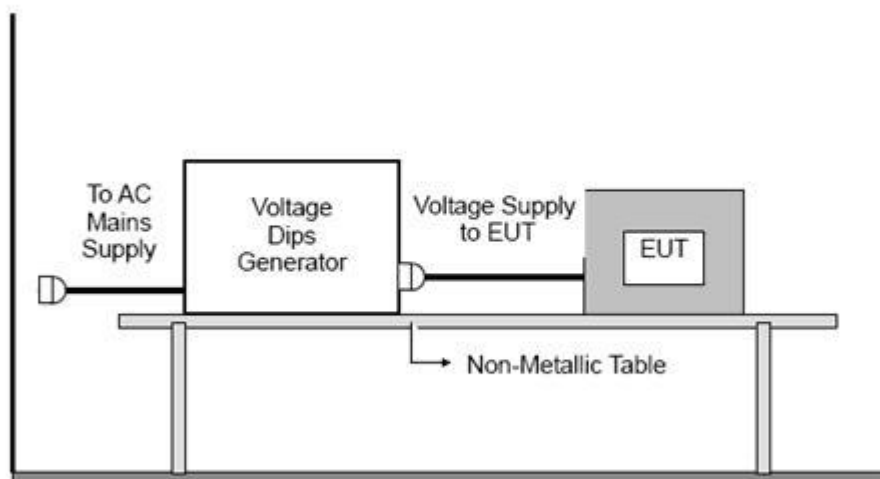 To AC
Mains
Supply
Voltage
Dips
Generator
Voltage Supply
to EUT
EUT
Non-Metallic Table